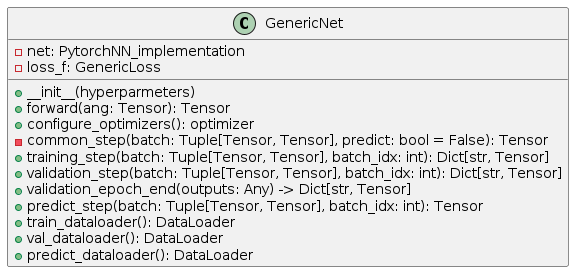 C GenericNet
net: PytorchNN_implementation
loss_f: GenericLoss
__init__(hyperparmeters)
forward(ang: Tensor): Tensor
configure_optimizers(): optimizer
common_step(batch: Tuple[Tensor, Tensor], predict: bool = False): Tensor
training_step(batch: Tuple[Tensor, Tensor], batch_idx: int): Dict[str, Tensor]
validation_step(batch: Tuple[Tensor, Tensor], batch_idx: int): Dict[str, Tensor]
validation_epoch_end(outputs: Any) -> Dict[str, Tensor]
predict_step(batch: Tuple[Tensor, Tensor], batch_idx: int): Tensor
train_dataloader(): DataLoader
val_dataloader(): DataLoader
predict_dataloader(): DataLoader